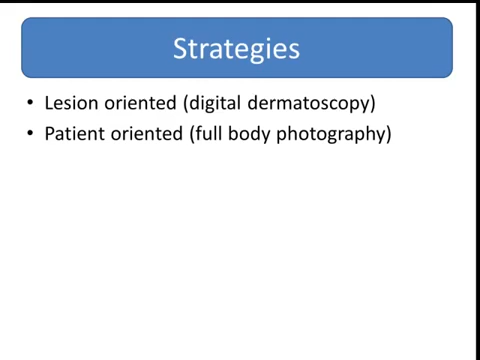 Strategies
• Lesion oriented (digital dermatoscopy)
• Patient oriented (full body photography)